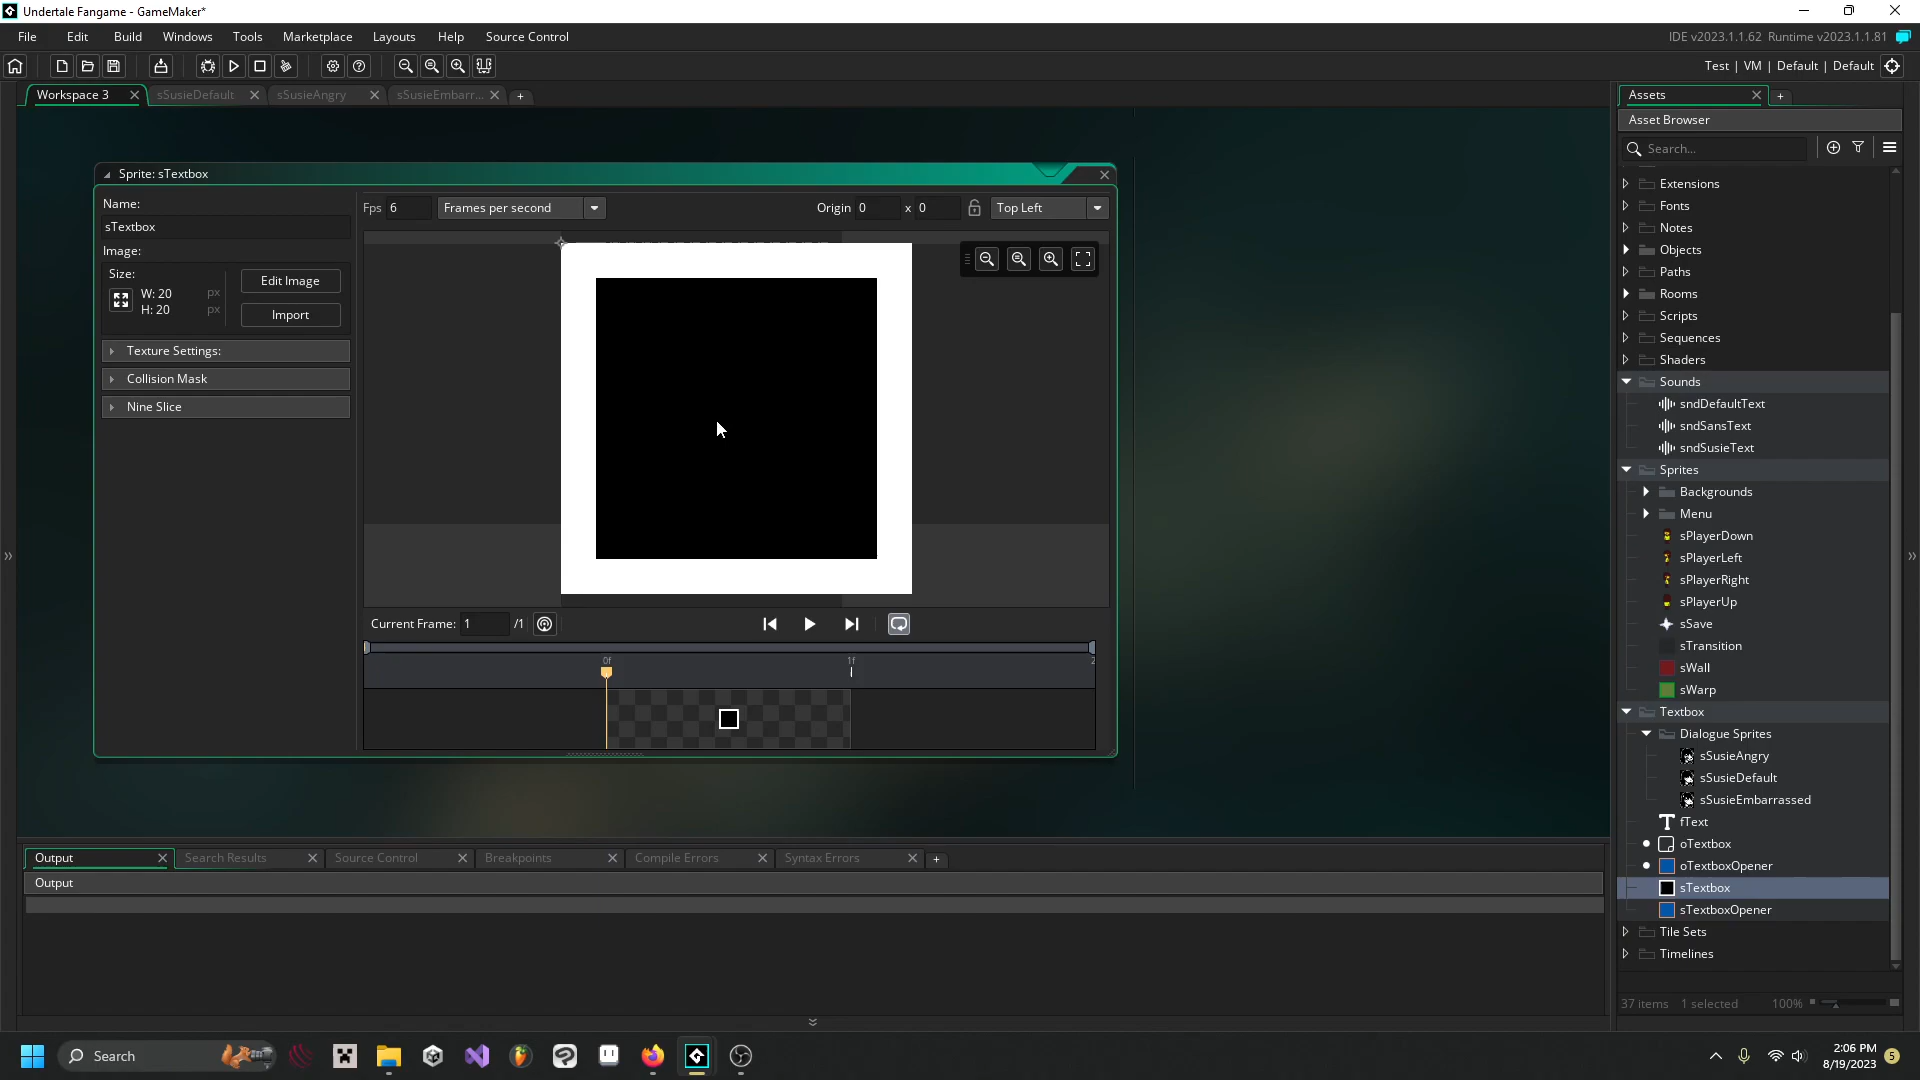 Undertale Fangame - GameMaker*
File Edit Build Windows Tools Marketplace Layouts Help Source Control
IDE v2023.1.1.62 Runtime v2023.1.1.81
Test | VM | Default | Default
Workspace 3 sSusieDefault sSusieAngry sSusieEmbarr...
Assets
Asset Browser
Search...
Sprite: sTextbox
Name:
sTextbox
Image:
Size:
W: 20 px
H: 20 px
Edit Image
Import
Texture Settings:
Collision Mask
Nine Slice
Fps 6 Frames per second
Origin 0 x 0 Top Left
Current Frame: 1 /1
0f 1f 2
Extensions
Fonts
Notes
Objects
Paths
Rooms
Scripts
Sequences
Shaders
Sounds
sndDefaultText
sndSansText
sndSusieText
Sprites
Backgrounds
Menu
sPlayerDown
sPlayerLeft
sPlayerRight
sPlayerUp
sSave
sTransition
sWall
sWarp
Textbox
Dialogue Sprites
sSusieAngry
sSusieDefault
sSusieEmbarrassed
fText
oTextbox
oTextboxOpener
sTextbox
sTextboxOpener
Tile Sets
Timelines
37 items 1 selected 100%
Output Search Results Source Control Breakpoints Compile Errors Syntax Errors
Output
Search
2:06 PM
8/19/2023
5